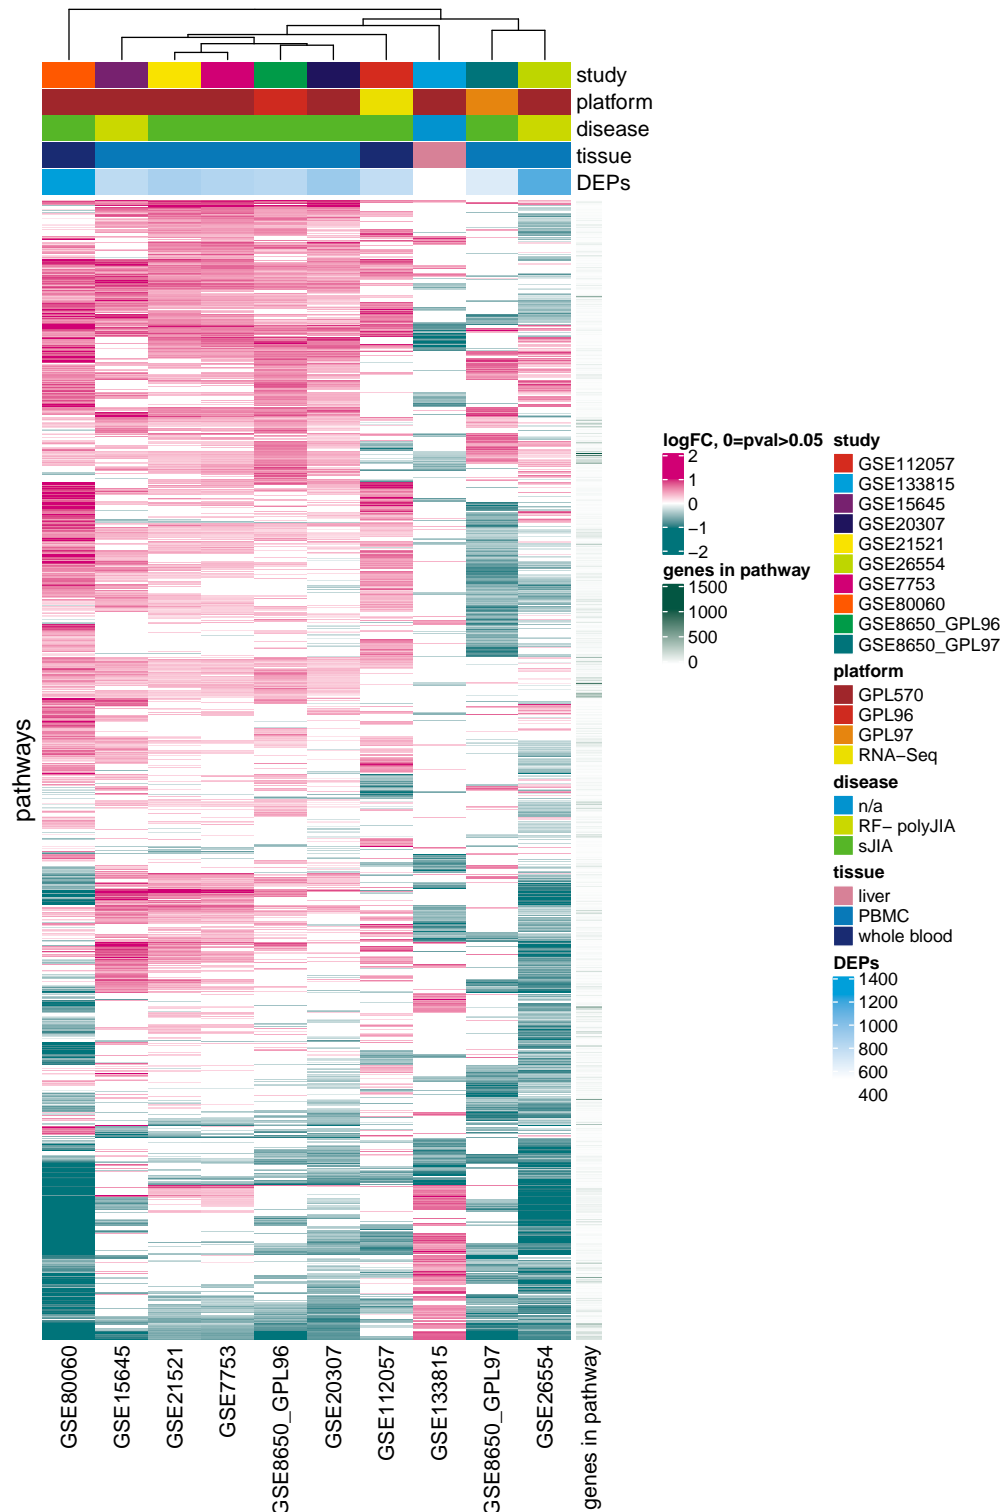 study
platform
disease
tissue
DEPs
pathways
GSE80060
GSE15645
GSE21521
GSE7753
GSE8650_GPL96
GSE20307
GSE112057
GSE133815
GSE8650_GPL97
GSE26554
genes in pathway
logFC, 0=pval>0.05
2
1
0
−1
−2
genes in pathway
1500
1000
500
0
study
GSE112057
GSE133815
GSE15645
GSE20307
GSE21521
GSE26554
GSE7753
GSE80060
GSE8650_GPL96
GSE8650_GPL97
platform
GPL570
GPL96
GPL97
RNA−Seq
disease
n/a
RF− polyJIA
sJIA
tissue
liver
PBMC
whole blood
DEPs
1400
1200
1000
800
600
400